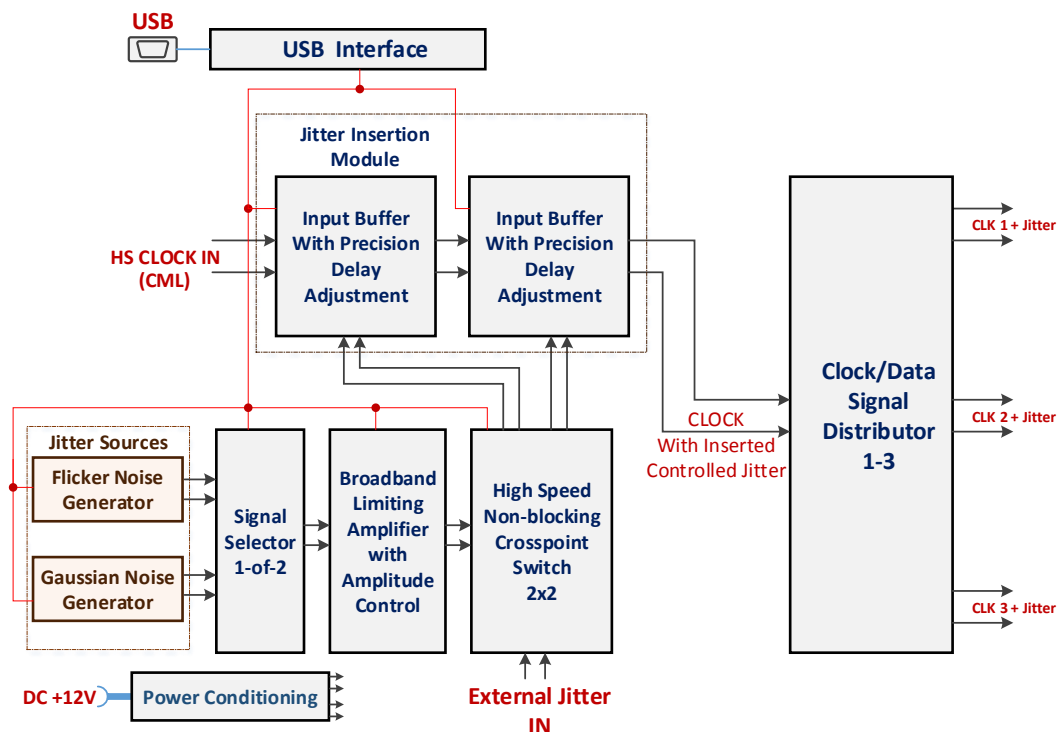 USB
USB  Interface
Jitter Insertion
Module
Input Buffer
With Precision
Delay
Adjustment
Input Buffer
With Precision
Delay
Adjustment
HS CLOCK IN
(CML)
Clock/Data
Signal
Distributor
1-3
CLK 1 + Jitter
CLK 2 + Jitter
CLK 3 + Jitter
CLOCK
With Inserted
Controlled Jitter
Jitter Sources
Flicker Noise
Generator
Gaussian Noise
Generator
Signal
Selector
1-of-2
Broadband
Limiting
Amplifier
with
Amplitude
Control
High Speed
Non-blocking
Crosspoint
Switch
2x2
DC +12V
Power Conditioning
External Jitter
IN